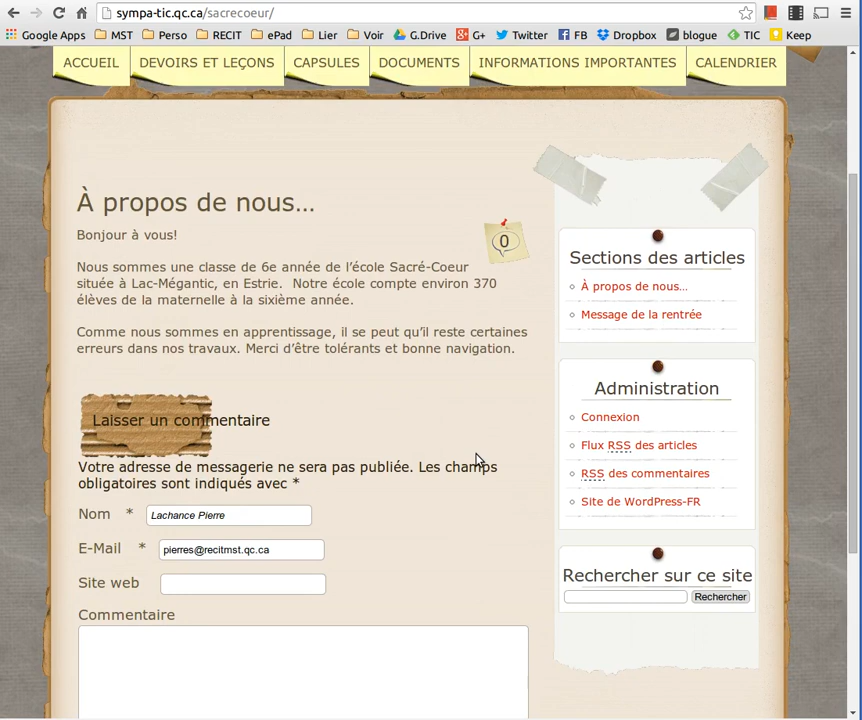 sympa-tic.qc.ca/sacrecoeur/
Google Apps MST Perso RECIT ePad Lier Voir G.Drive G+ Twitter FB Dropbox blogue TIC Keep
ACCUEIL DEVOIRS ET LEÇONS CAPSULES DOCUMENTS INFORMATIONS IMPORTANTES CALENDRIER
À propos de nous...
0
Bonjour à vous!
Nous sommes une classe de 6e année de l'école Sacré-Coeur
située à Lac-Mégantic, en Estrie. Notre école compte environ 370
élèves de la maternelle à la sixième année.
Comme nous sommes en apprentissage, il se peut qu'il reste certaines
erreurs dans nos travaux. Merci d'être tolérants et bonne navigation.
Laisser un commentaire
Votre adresse de messagerie ne sera pas publiée. Les champs
obligatoires sont indiqués avec *
Nom * Lachance Pierre
E-Mail * pierres@recitmst.qc.ca
Site web
Commentaire
Sections des articles
À propos de nous...
Message de la rentrée
Administration
Connexion
Flux RSS des articles
RSS des commentaires
Site de WordPress-FR
Rechercher sur ce site
Rechercher